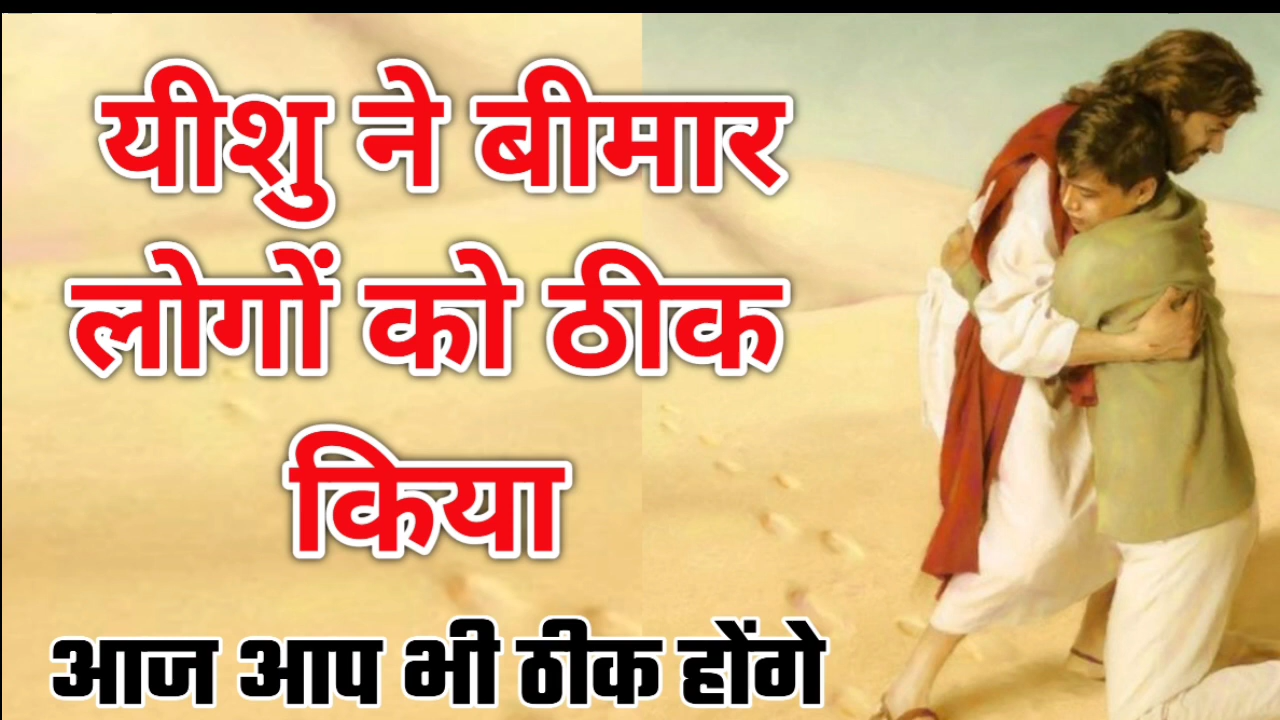 यीशु ने बीमार
लोगों को ठीक
किया
आज आप भी ठीक होंगे